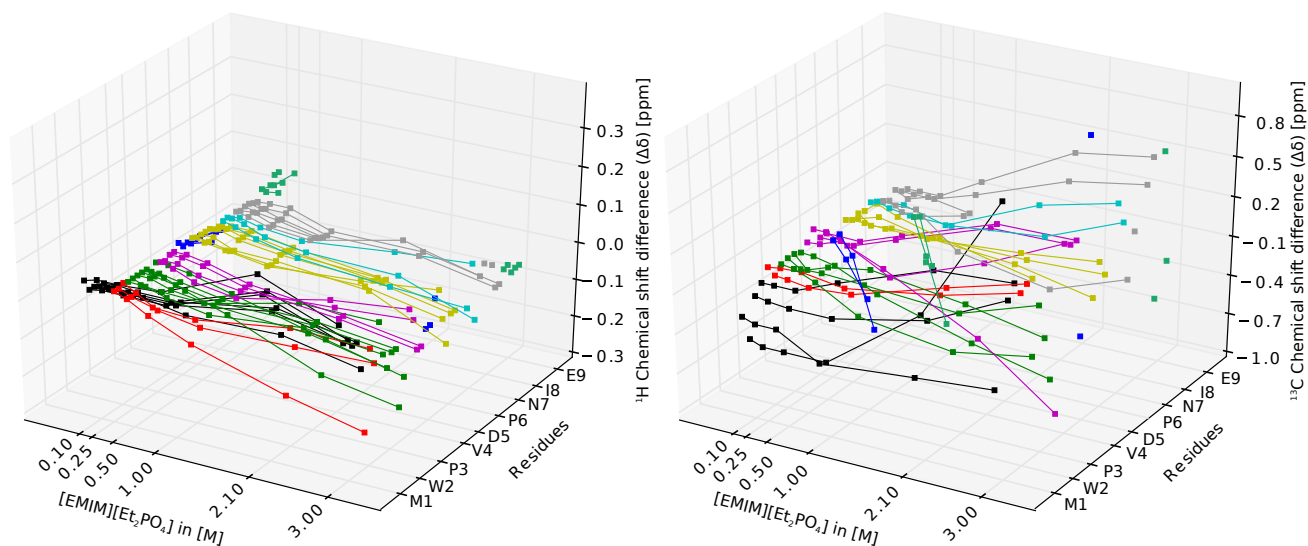 0.3
0.2
0.1
0.0
−0.1
−0.2
−0.3
¹H Chemical shift differenece (Δδ) [ppm]
E9
I8
N7
P6
D5
V4
P3
W2
M1
Residues
0.10
0.25
0.50
1.00
2.10
3.00
[EMIM][Et₂PO₄] in [M]
0.8
0.5
0.2
−0.1
−0.4
−0.7
−1.0
¹³C Chemical shift difference (Δδ) [ppm]
E9
I8
N7
P6
D5
V4
P3
W2
M1
Residues
0.10
0.25
0.50
1.00
2.10
3.00
[EMIM][Et₂PO₄] in [M]